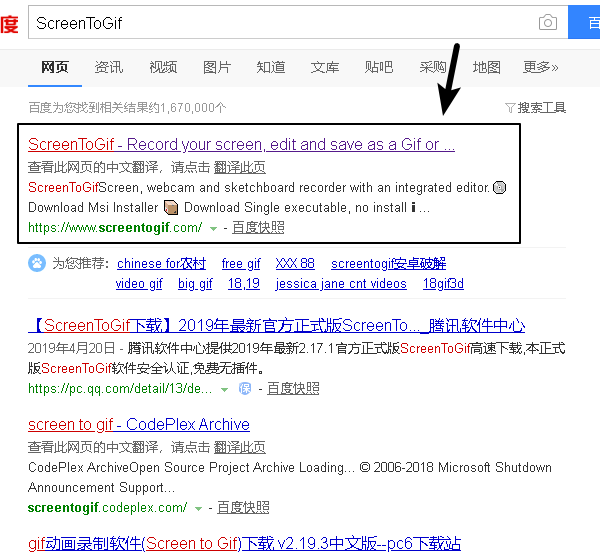 度 ScreenToGif 百
网页 资讯 视频 图片 知道 文库 贴吧 采购 地图 更多»
百度为您找到相关结果约1,670,000个 搜索工具
ScreenToGif - Record your screen, edit and save as a Gif or ...
查看此网页的中文翻译，请点击 翻译此页
ScreenToGifScreen, webcam and sketchboard recorder with an integrated editor.
Download Msi Installer Download Single executable, no install ℹ ...
https://www.screentogif.com/ - 百度快照
为您推荐： chinese for农村 free gif XXX 88 screentogif安卓破解
video gif big gif 18,19 jessica jane cnt videos 18gif3d
【ScreenToGif下载】2019年最新官方正式版ScreenTo..._腾讯软件中心
2019年4月20日 - 腾讯软件中心提供2019年最新2.17.1官方正式版ScreenToGif高速下载,本正式
版ScreenToGif软件安全认证,免费无插件。
https://pc.qq.com/detail/13/de... 保 - 百度快照
screen to gif - CodePlex Archive
查看此网页的中文翻译，请点击 翻译此页
CodePlex ArchiveOpen Source Project Archive Loading... © 2006-2018 Microsoft Shutdown
Announcement Support...
screentogif.codeplex.com/ - 百度快照
gif动画录制软件(Screen to Gif)下载 v2.19.3中文版--pc6下载站